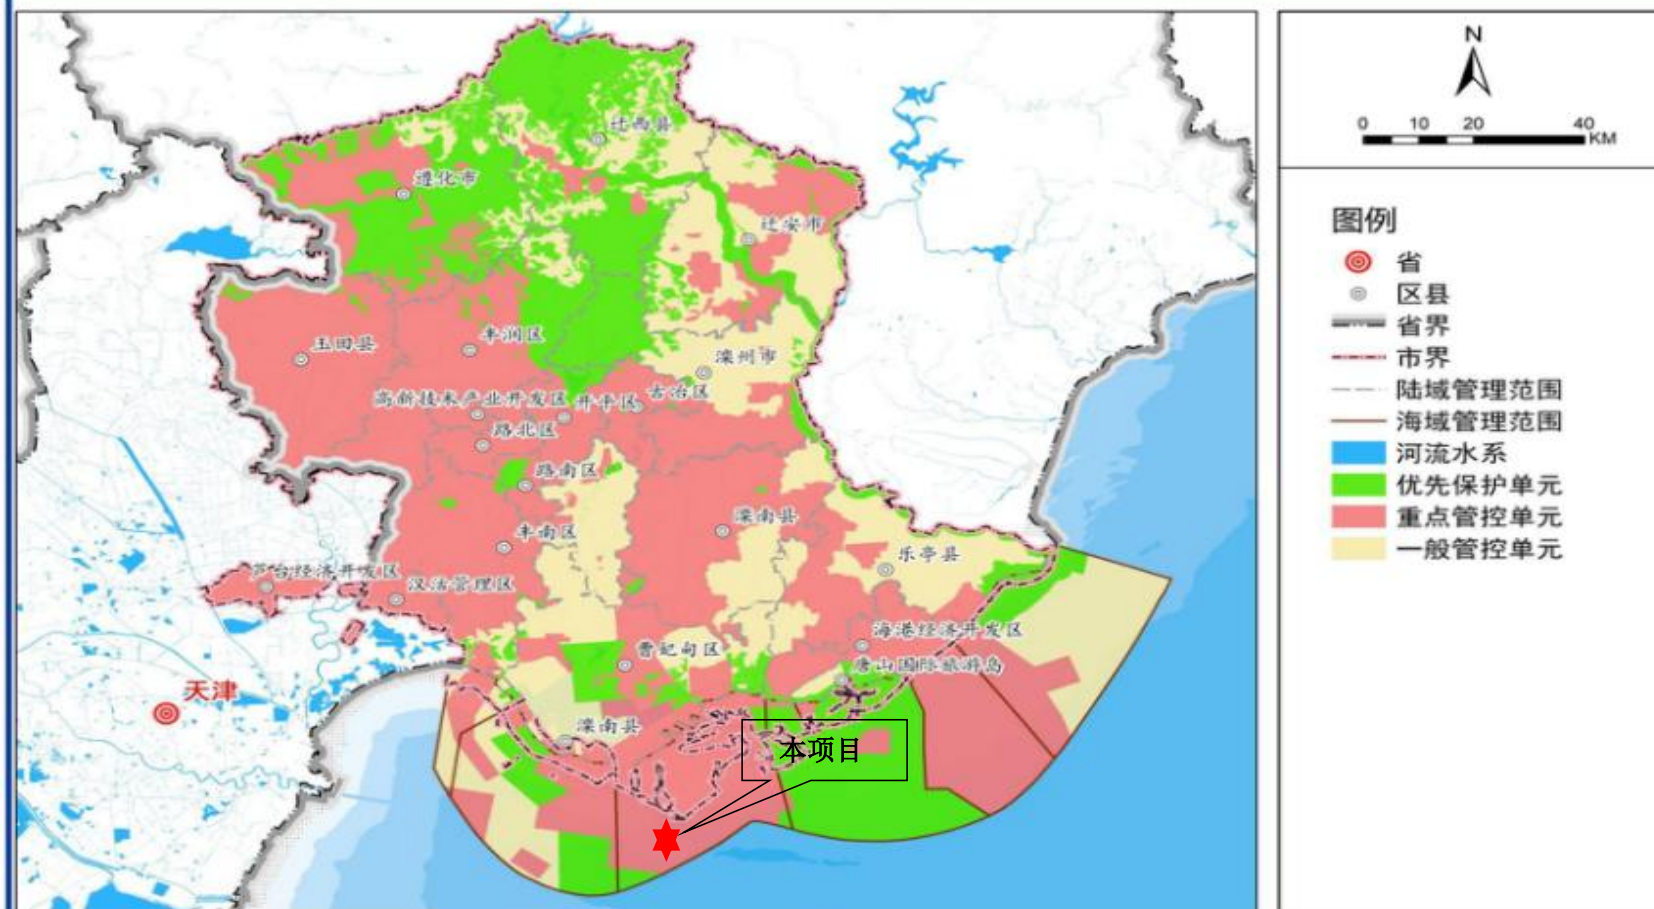 迁西县
遵化市
迁安市
玉田县
丰润区
滦州市
高新技术产业开发区
开平区
古冶区
路北区
路南区
丰南区
滦南县
乐亭县
芦台经济开发区
汉沽管理区
海港经济开发区
曹妃甸区
唐山国际旅游岛
天津
滦南县
本项目
N
0 10 20 40
KM
图例
省
区县
省界
市界
陆域管理范围
海域管理范围
河流水系
优先保护单元
重点管控单元
一般管控单元